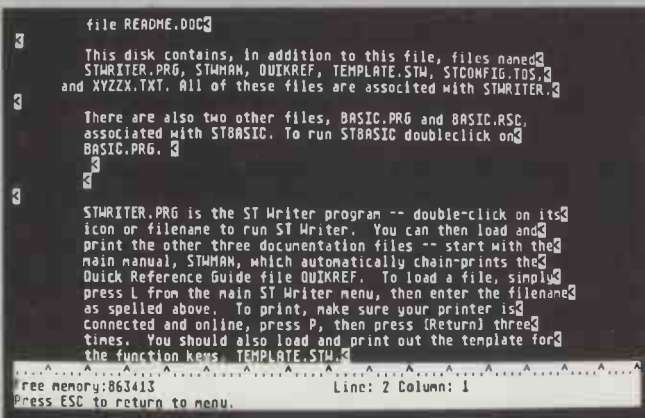 file README.DOC
This disk contains, in addition to this file, files named
STWRITER.PRG, STWMAN, QUIKREF, TEMPLATE.STW, STCONFIG.TOS,
and XYZZX.TXT. All of these files are associted with STWRITER.
There are also two other files, BASIC.PRG and BASIC.RSC,
associated with STBASIC. To run STBASIC doubleclick on
BASIC.PRG.
STWRITER.PRG is the ST Writer program -- double-click on its
icon or filename to run ST Writer. You can then load and
print the other three documentation files -- start with the
main manual, STWMAN, which automatically chain-prints the
Quick Reference Guide file QUIKREF. To load a file, simply
press L from the main ST Writer menu, then enter the filename
as spelled above. To print, make sure your printer is
connected and online, press P, then press [Return] three
times. You should also load and print out the template for
the function keys, TEMPLATE.STW.
Free memory:863413 Line: 2 Column: 1
Press ESC to return to menu.